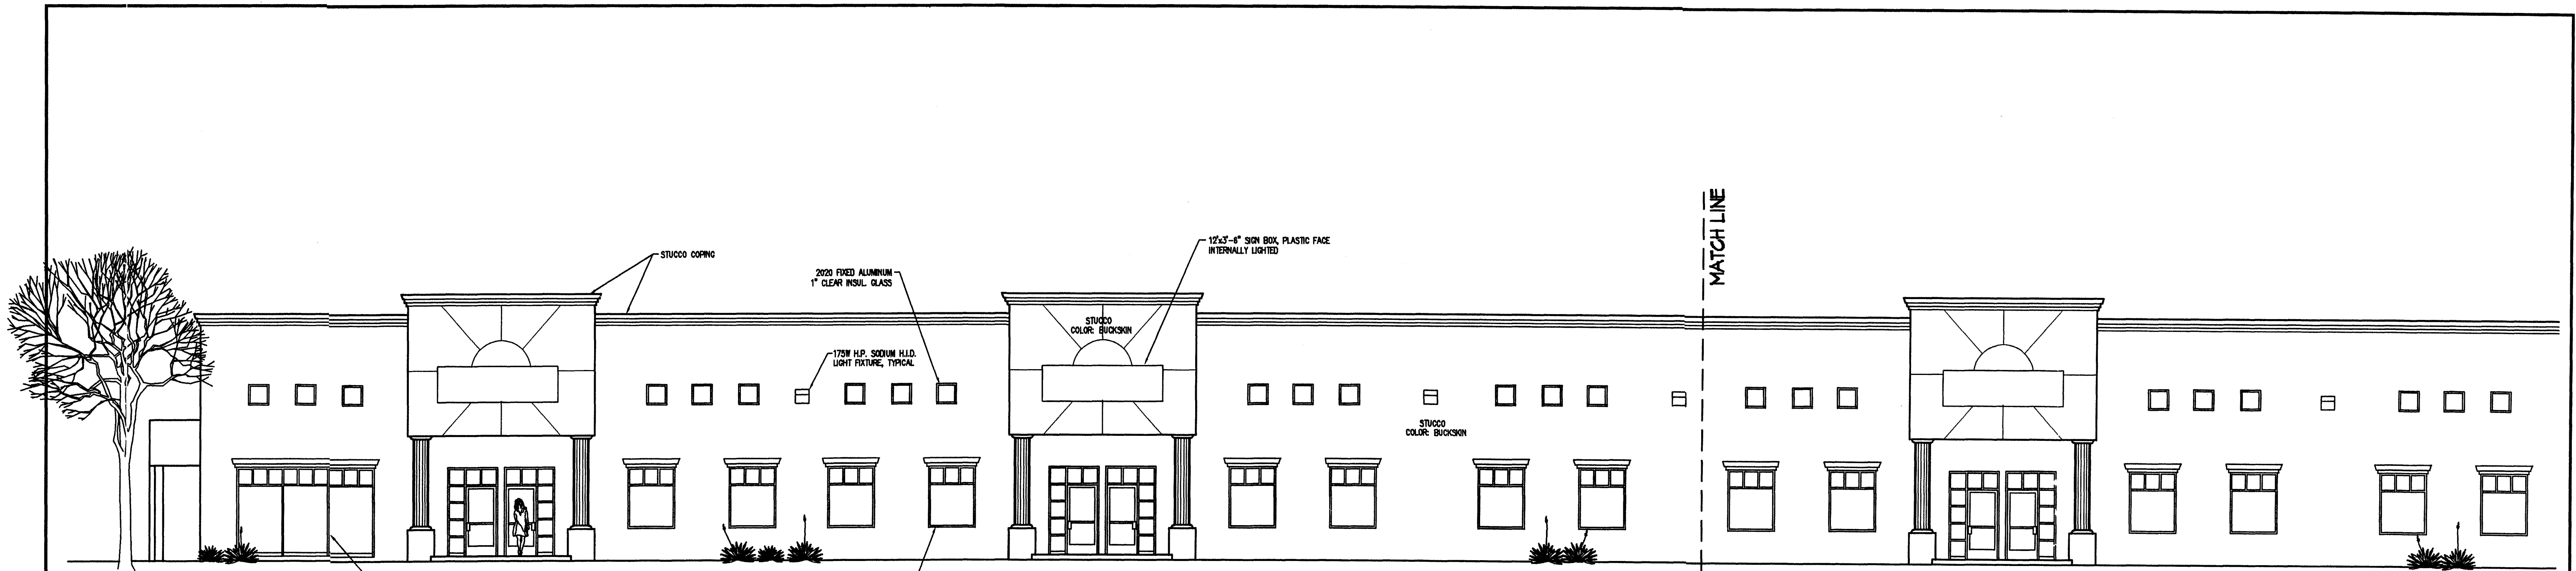 STUCCO COPING
2020 FIXED ALUMINUM
1" CLEAR INSUL. GLASS
12'x3'-6" SIGN BOX, PLASTIC FACE
INTERNALLY LIGHTED
MATCH LINE
STUCCO
COLOR: BUCKSKIN
175W H.P. SODIUM H.I.D.
LIGHT FIXTURE, TYPICAL
STUCCO
COLOR: BUCKSKIN